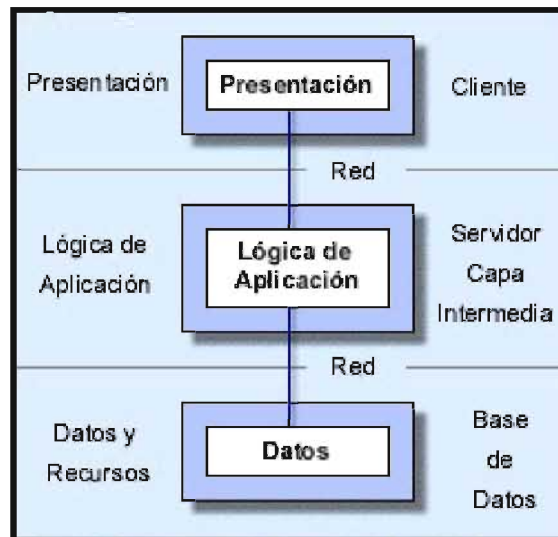 Presentación
Presentación
Cliente
Red
Lógica de
Aplicación
Lógica de
Aplicación
Servidor
Capa
Intermedia
Red
Datos y
Recursos
Datos
Base
de
Datos